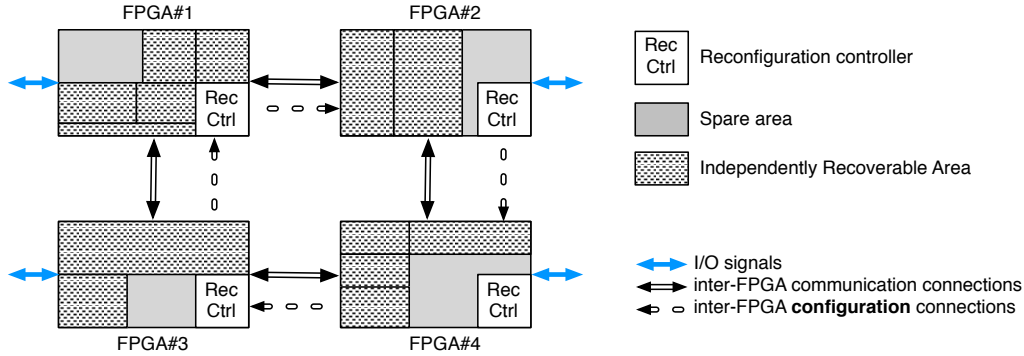 FPGA#1
FPGA#2
Rec
Ctrl
Rec
Ctrl
Rec
Ctrl
Reconfiguration controller
Spare area
Independently Recoverable Area
Rec
Ctrl
Rec
Ctrl
FPGA#3
FPGA#4
I/O signals
inter-FPGA communication connections
inter-FPGA configuration connections